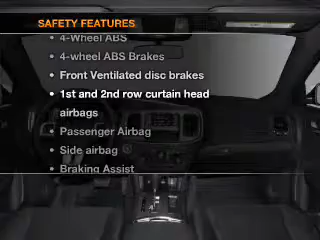 SAFETY FEATURES
• 4-Wheel ABS
• 4-wheel ABS Brakes
• Front Ventilated disc brakes
• 1st and 2nd row curtain head
airbags
• Passenger Airbag
• Side airbag
• Braking Assist